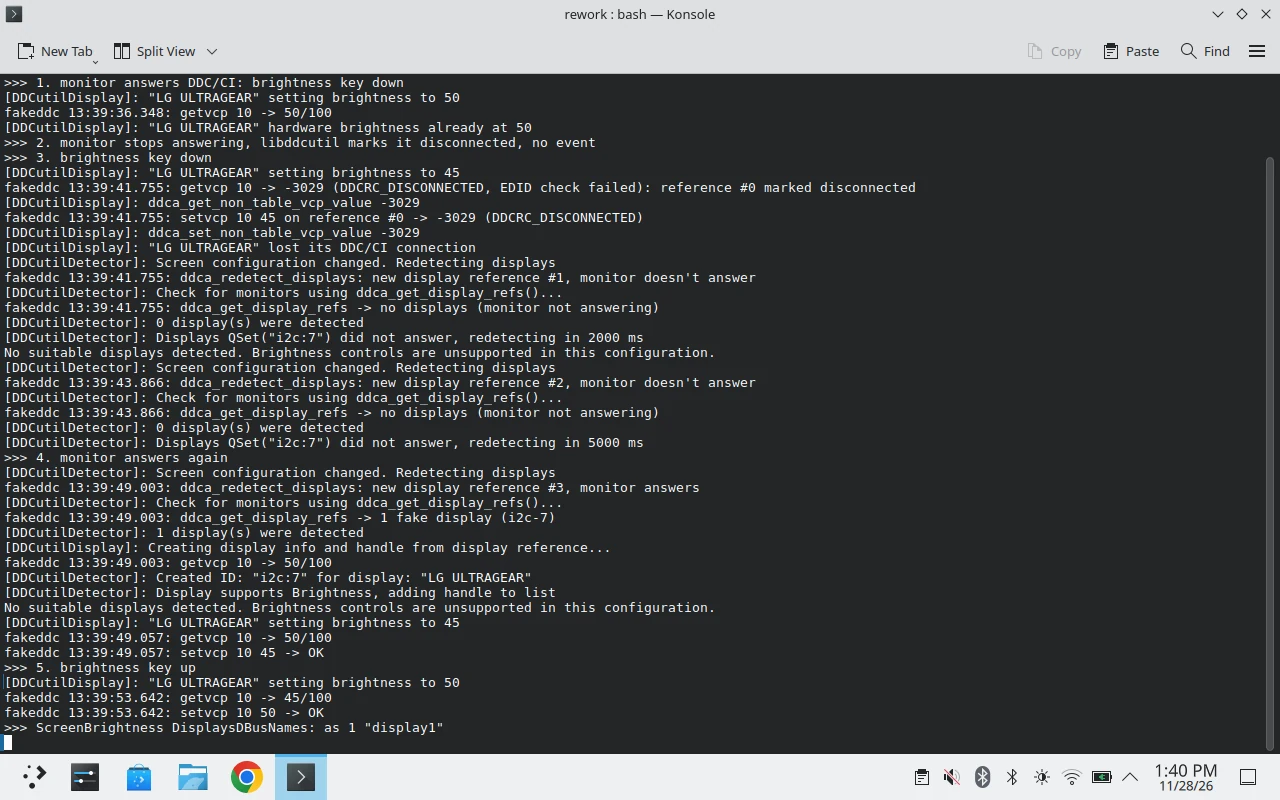 rework : bash — Konsole
New Tab
Split View
Copy
Paste
Find
>>> 1. monitor answers DDC/CI: brightness key down
[DDCutilDisplay]: "LG ULTRAGEAR" setting brightness to 50
fakeddc 13:39:36.348: getvcp 10 -> 50/100
[DDCutilDisplay]: "LG ULTRAGEAR" hardware brightness already at 50
>>> 2. monitor stops answering, libddcutil marks it disconnected, no event
>>> 3. brightness key down
[DDCutilDisplay]: "LG ULTRAGEAR" setting brightness to 45
fakeddc 13:39:41.755: getvcp 10 -> -3029 (DDCRC_DISCONNECTED, EDID check failed): reference #0 marked disconnected
[DDCutilDisplay]: ddca_get_non_table_vcp_value -3029
fakeddc 13:39:41.755: setvcp 10 45 on reference #0 -> -3029 (DDCRC_DISCONNECTED)
[DDCutilDisplay]: ddca_set_non_table_vcp_value -3029
[DDCutilDisplay]: "LG ULTRAGEAR" lost its DDC/CI connection
[DDCutilDetector]: Screen configuration changed. Redetecting displays
fakeddc 13:39:41.755: ddca_redetect_displays: new display reference #1, monitor doesn't answer
[DDCutilDetector]: Check for monitors using ddca_get_display_refs()...
fakeddc 13:39:41.755: ddca_get_display_refs -> no displays (monitor not answering)
[DDCutilDetector]: 0 display(s) were detected
[DDCutilDetector]: Displays QSet("i2c:7") did not answer, redetecting in 2000 ms
No suitable displays detected. Brightness controls are unsupported in this configuration.
[DDCutilDetector]: Screen configuration changed. Redetecting displays
fakeddc 13:39:43.866: ddca_redetect_displays: new display reference #2, monitor doesn't answer
[DDCutilDetector]: Check for monitors using ddca_get_display_refs()...
fakeddc 13:39:43.866: ddca_get_display_refs -> no displays (monitor not answering)
[DDCutilDetector]: 0 display(s) were detected
[DDCutilDetector]: Displays QSet("i2c:7") did not answer, redetecting in 5000 ms
>>> 4. monitor answers again
[DDCutilDetector]: Screen configuration changed. Redetecting displays
fakeddc 13:39:49.003: ddca_redetect_displays: new display reference #3, monitor answers
[DDCutilDetector]: Check for monitors using ddca_get_display_refs()...
fakeddc 13:39:49.003: ddca_get_display_refs -> 1 fake display (i2c-7)
[DDCutilDetector]: 1 display(s) were detected
[DDCutilDisplay]: Creating display info and handle from display reference...
fakeddc 13:39:49.003: getvcp 10 -> 50/100
[DDCutilDetector]: Created ID: "i2c:7" for display: "LG ULTRAGEAR"
[DDCutilDetector]: Display supports Brightness, adding handle to list
No suitable displays detected. Brightness controls are unsupported in this configuration.
[DDCutilDisplay]: "LG ULTRAGEAR" setting brightness to 45
fakeddc 13:39:49.057: getvcp 10 -> 50/100
fakeddc 13:39:49.057: setvcp 10 45 -> OK
>>> 5. brightness key up
[DDCutilDisplay]: "LG ULTRAGEAR" setting brightness to 50
fakeddc 13:39:53.642: getvcp 10 -> 45/100
fakeddc 13:39:53.642: setvcp 10 50 -> OK
>>> ScreenBrightness DisplaysDBusNames: as 1 "display1"
1:40 PM
11/28/26